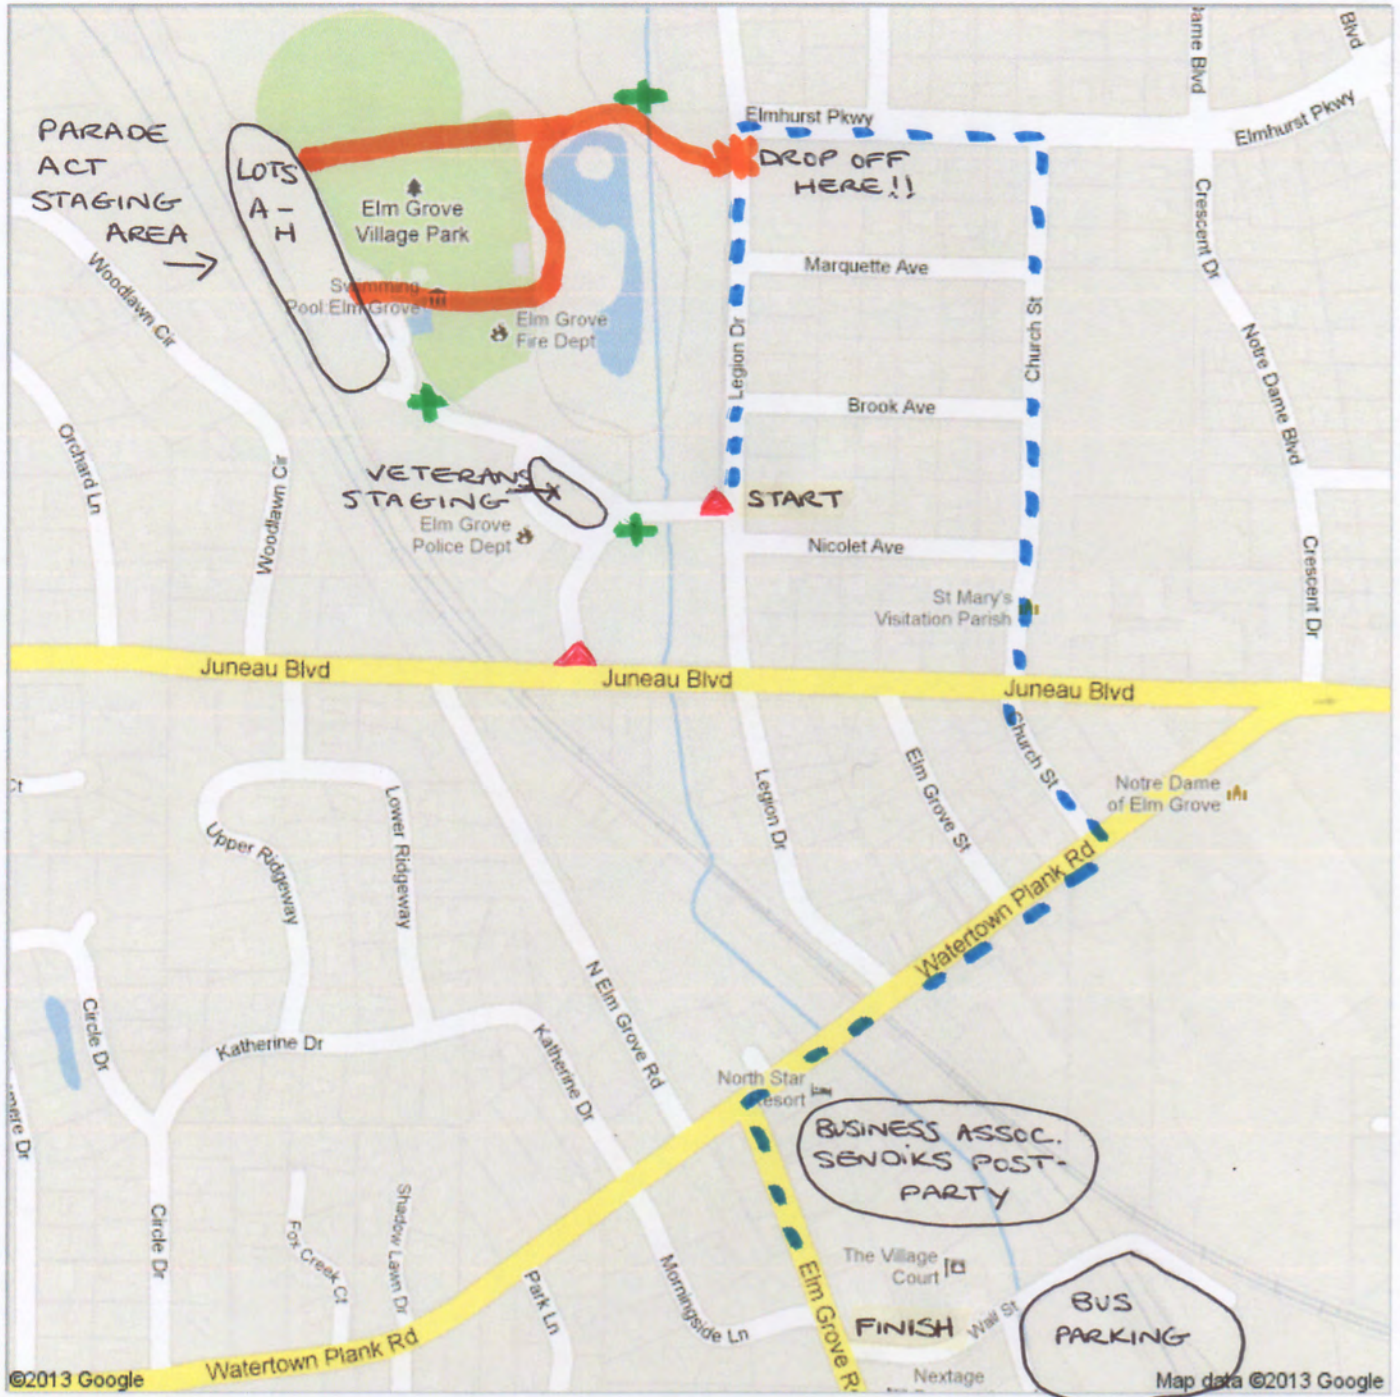 Elmhurst Pkwy
Elmhurst Pkwy
Blvd
PARADE
ACT
STAGING
AREA
LOTS
A -
H
DROP OFF
HERE!!
Elm Grove
Village Park
Marquette Ave
Crescent Dr
Woodlawn Cir
Swimming
Pool:Elm Grove
Elm Grove
Fire Dept
Legion Dr
Church St
Notre Dame Blvd
Brook Ave
Orchard Ln
Woodlawn Cir
VETERANS
STAGING
START
Elm Grove
Police Dept
Nicolet Ave
Crescent Dr
St Mary's
Visitation Parish
Juneau Blvd
Juneau Blvd
Juneau Blvd
Church St
Notre Dame
of Elm Grove
Ct
Lower Ridgeway
Upper Ridgeway
Legion Dr
Elm Grove St
Watertown Plank Rd
N Elm Grove Rd
Circle Dr
Katherine Dr
Katherine Dr
North Star
Resort
BUSINESS ASSOC.
SENDIKS POST-
PARTY
Circle Dr
Fox Creek Ct
Shadow Lawn Dr
Park Ln
Morningside Ln
The Village
Court
Elm Grove R
FINISH
Wall St
BUS
PARKING
Watertown Plank Rd
Nextage
©2013 Google
Map data ©2013 Google